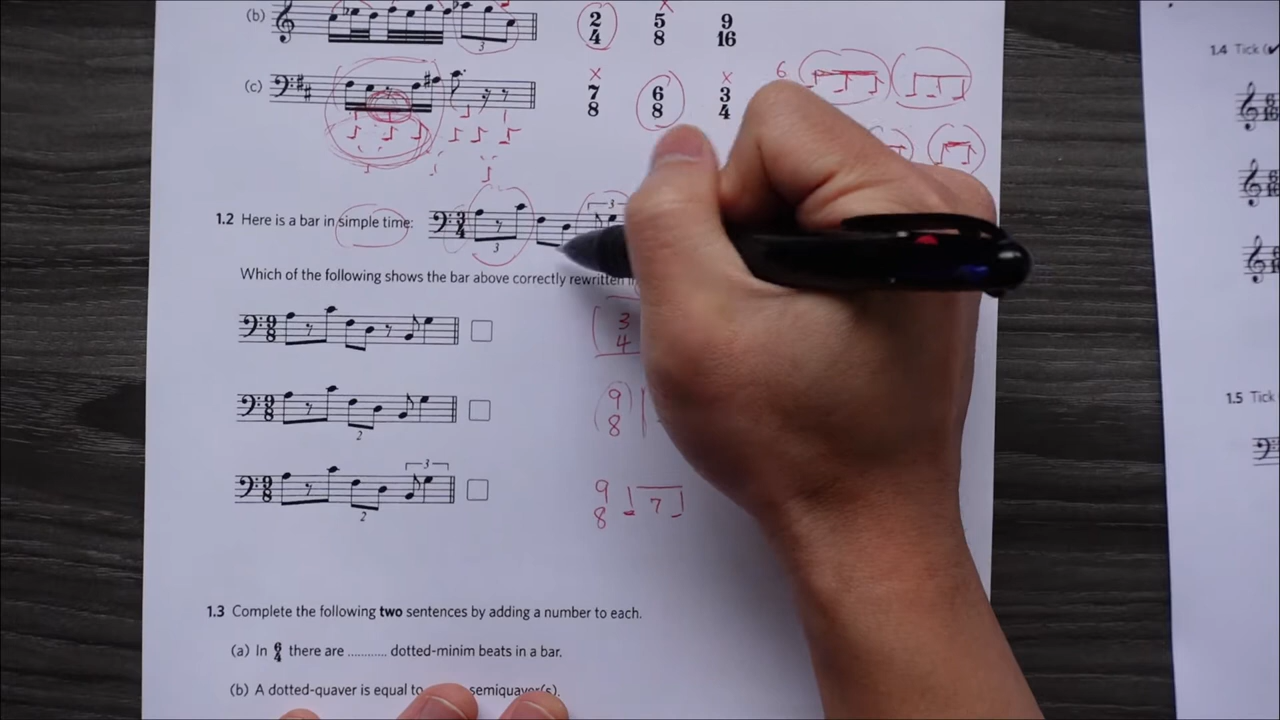 (b) 3 2/4 5/8 9/16
(c) 7/8 6/8 3/4 6
1.2 Here is a bar in simple time: 3/4 3 3
Which of the following shows the bar above correctly rewritten
9/8 3/4
9/8 2 9/8
9/8 3 2 9/8 7
1.3 Complete the following two sentences by adding a number to each.
(a) In 6/4 there are ........... dotted-minim beats in a bar.
(b) A dotted-quaver is equal to semiquaver(s).
1.4 Tick
1.5 Tick